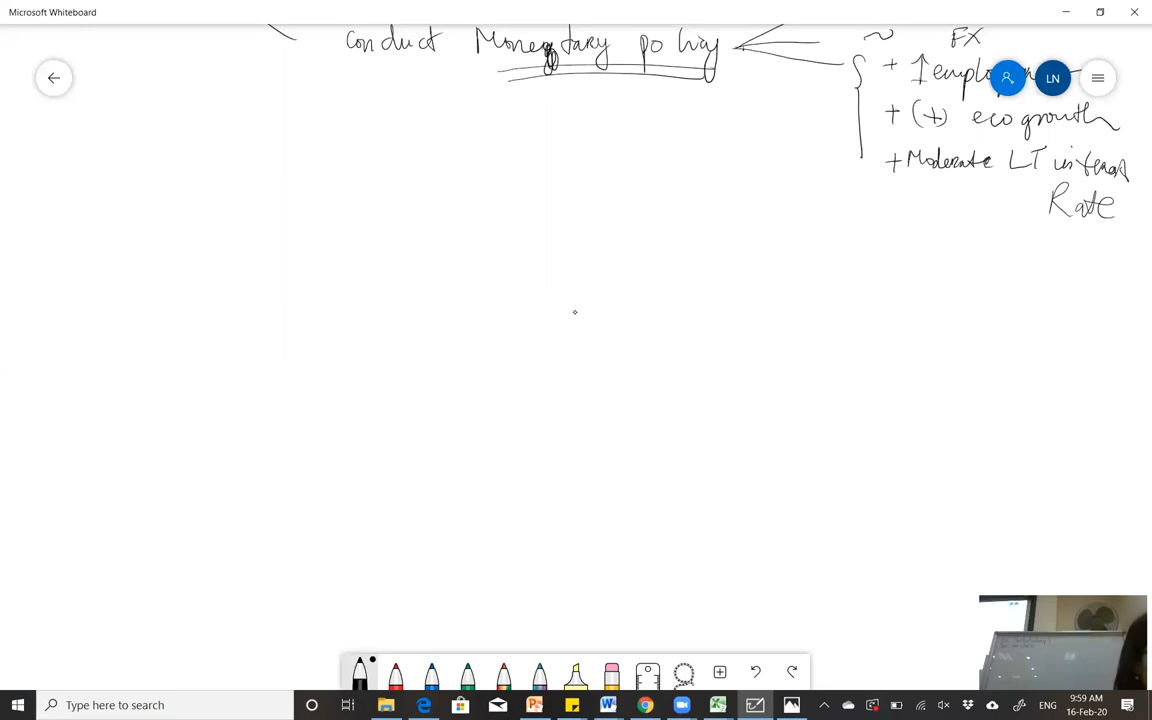 Microsoft Whiteboard
conduct Monetary policy
~ FX
+ ↑ employ
LN
+ (+) eco growth
+ Moderate LT interest
Rate
Type here to search
ENG
9:59 AM
16-Feb-20